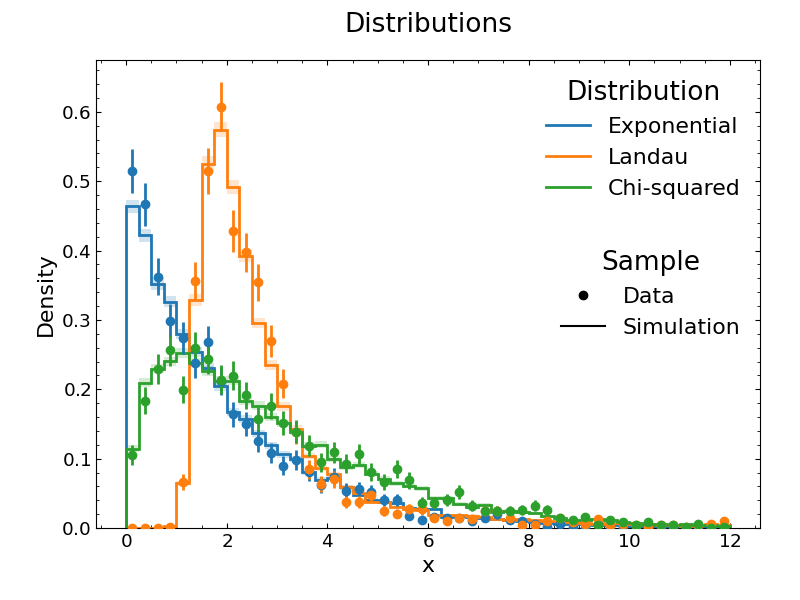 Distributions
Density
0.6
0.5
0.4
0.3
0.2
0.1
0.0
0
2
4
6
8
10
12
x
Distribution
Exponential
Landau
Chi-squared
Sample
Data
Simulation